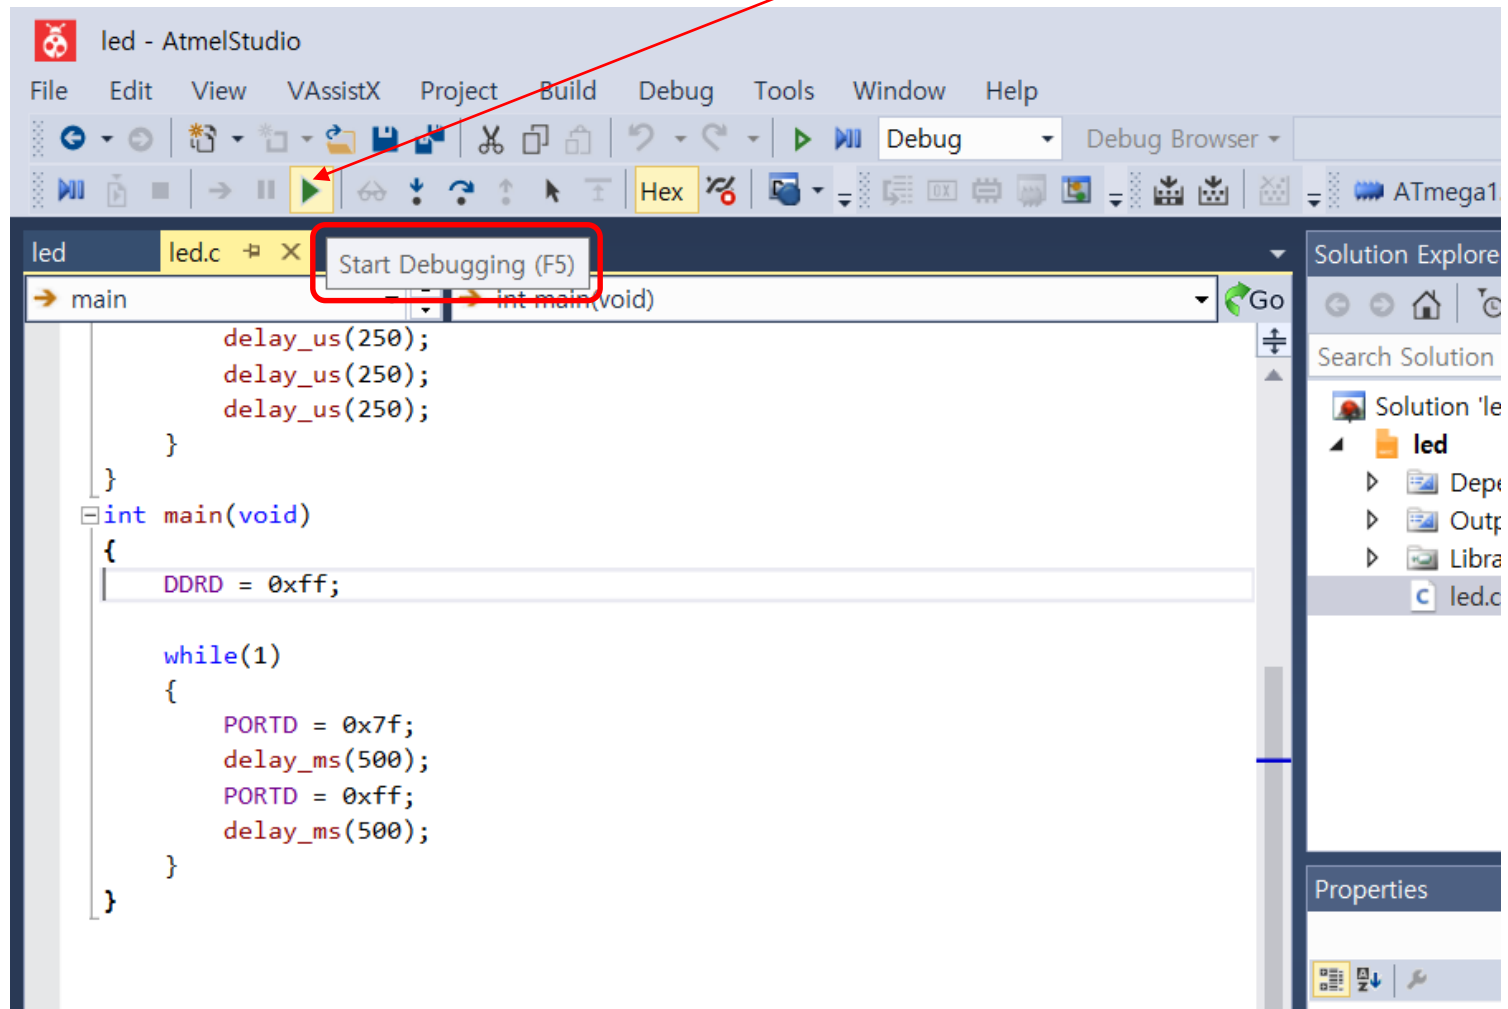 led - AtmelStudio
File Edit View VAssistX Project Build Debug Tools Window Help
Debug Debug Browser
Hex ATmega1
led led.c Start Debugging (F5) Solution Explore
main int main(void) Go
delay_us(250); Search Solution
delay_us(250);
delay_us(250); Solution 'le
} led
} Depe
int main(void) Outp
{ Libra
DDRD = 0xff; led.c
while(1)
{
PORTD = 0x7f;
delay_ms(500);
PORTD = 0xff;
delay_ms(500);
}
} Properties